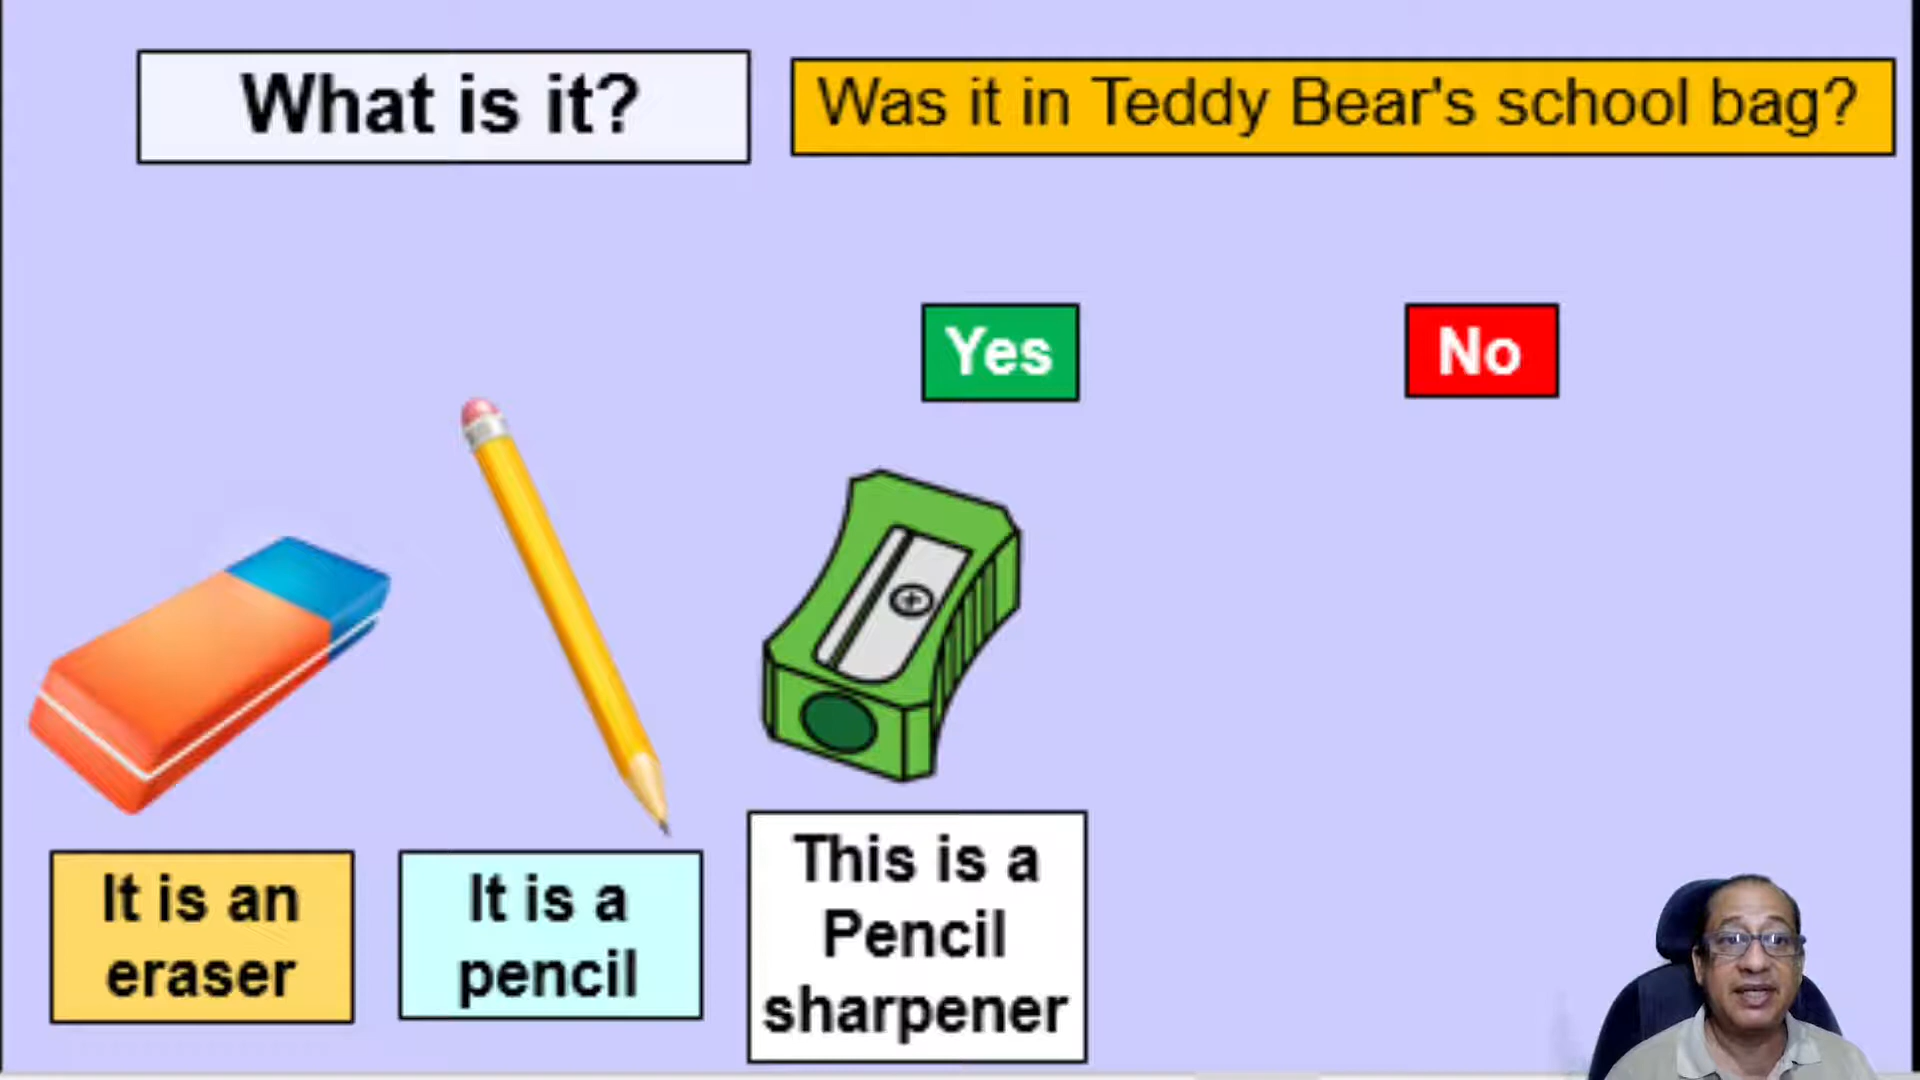 What is it?
Was it in Teddy Bear's school bag?
Yes
No
It is an
eraser
It is a
pencil
This is a
Pencil
sharpener